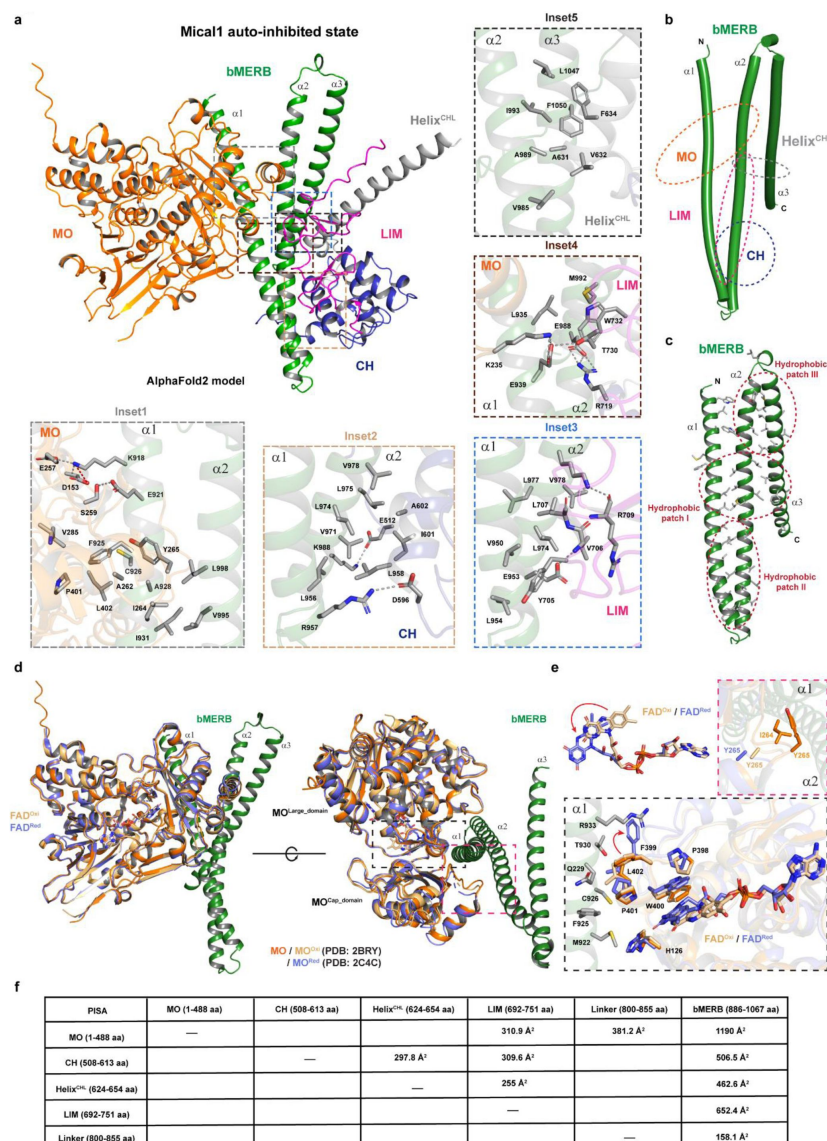 a
Mical1 auto-inhibited state
bMERB
α1
α2
α3
Helix^CHL
MO
LIM
CH
AlphaFold2 model
Inset5
α2
α3
L1047
I993
F1050
F634
A989
A631
V632
V985
Helix^CHL
b
bMERB
N
α1
α2
MO
Helix^CHL
LIM
α3
C
CH
Inset4
MO
M992
LIM
L935
E988
W732
K235
T730
E939
α1
α2
R719
c
bMERB
α2
N
Hydrophobic
patch III
α1
Hydrophobic
patch I
α3
C
Hydrophobic
patch II
Inset1
MO
α1
α2
E257
K918
D153
E921
S259
V285
F925
Y265
C926
L998
P401
A262
A928
L402
I264
V995
I931
Inset2
α1
α2
V978
L975
L974
A602
E512
V971
I601
K988
L958
L956
D596
R957
CH
Inset3
α1
α2
L977
V978
L707
R709
V950
L974
V706
E953
Y705
L954
LIM
d
bMERB
α1
α2
α3
FAD^Oxi
FAD^Red
bMERB
α3
MO^Large_domain
α1
α2
MO^Cap_domain
MO / MO^Oxi (PDB: 2BRY)
/ MO^Red (PDB: 2C4C)
e
FAD^Oxi / FAD^Red
α1
I264
Y265
Y265
Y265
α2
α1
R933
T930
F399
P398
Q229
L402
C926
P401
W400
F925
FAD^Oxi / FAD^Red
M922
H126
f
PISA MO (1-488 aa) CH (508-613 aa) Helix^CHL (624-654 aa) LIM (692-751 aa) Linker (800-855 aa) bMERB (886-1067 aa)
MO (1-488 aa) — 310.9 Å² 381.2 Å² 1190 Å²
CH (508-613 aa) — 297.8 Å² 309.6 Å² 506.5 Å²
Helix^CHL (624-654 aa) — 255 Å² 462.6 Å²
LIM (692-751 aa) — 652.4 Å²
Linker (800-855 aa) — 158.1 Å²